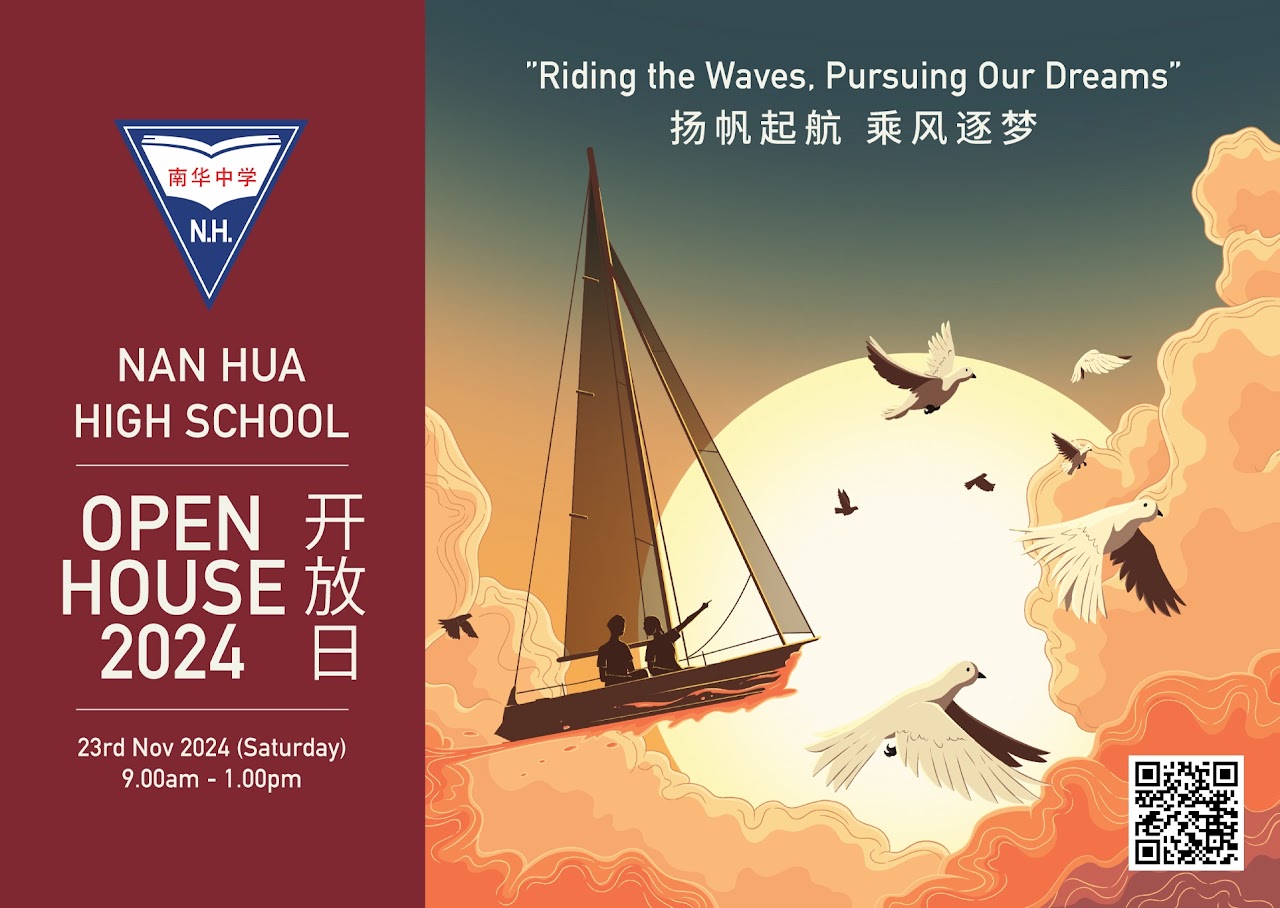 南华中学
N.H.
NAN HUA
HIGH SCHOOL
OPEN
HOUSE
2024
开放日
23rd Nov 2024 (Saturday)
9.00am - 1.00pm
”Riding the Waves, Pursuing Our Dreams”
扬帆起航 乘风逐梦